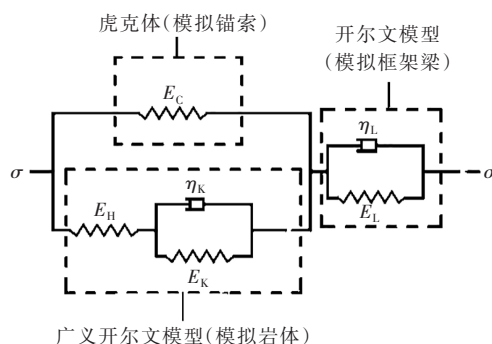 虎克体(模拟锚索)
开尔文模型
(模拟框架梁)
E_C
η_L
σ
σ
η_K
E_H
E_L
E_K
广义开尔文模型(模拟岩体)